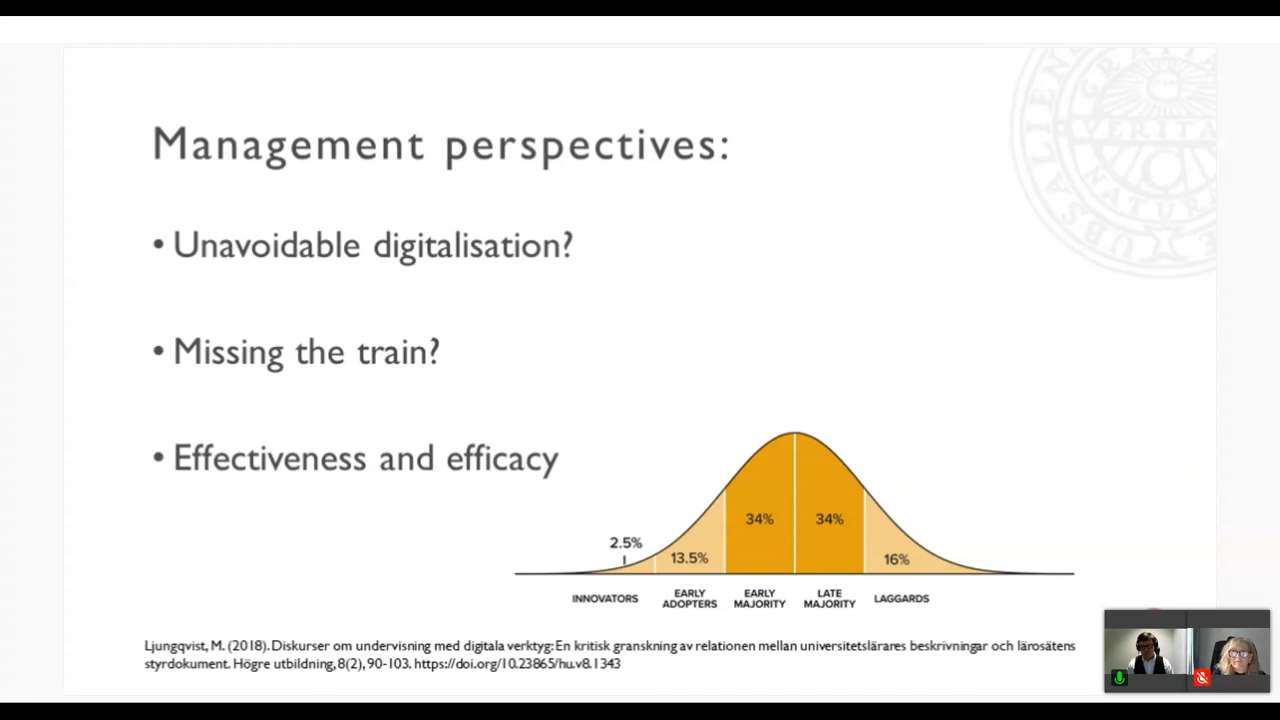 Management perspectives:
• Unavoidable digitalisation?
• Missing the train?
• Effectiveness and efficacy
2.5%
13.5%
34%
34%
16%
INNOVATORS
EARLY
ADOPTERS
EARLY
MAJORITY
LATE
MAJORITY
LAGGARDS
Ljungqvist, M. (2018). Diskurser om undervisning med digitala verktyg: En kritisk granskning av relationen mellan universitetslärares beskrivningar och lärosätens
styrdokument. Högre utbildning, 8(2), 90-103. https://doi.org/10.23865/hu.v8.1343